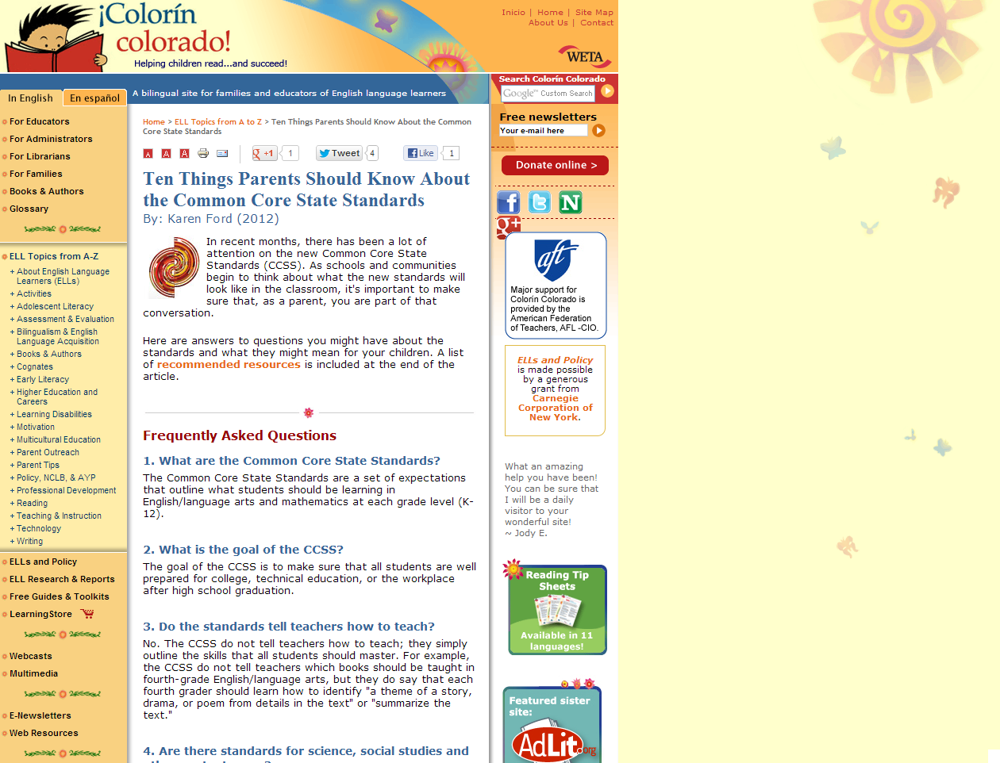 ¡Colorín
colorado!
Helping children read...and succeed!
Inicio | Home | Site Map
About Us | Contact
WETA
In English
En español
A bilingual site for families and educators of English language learners
Search Colorín Colorado
Google™ Custom Search
For Educators
For Administrators
For Librarians
For Families
Books & Authors
Glossary
ELL Topics from A-Z
+ About English Language
Learners (ELLs)
+ Activities
+ Adolescent Literacy
+ Assessment & Evaluation
+ Bilingualism & English
Language Acquisition
+ Books & Authors
+ Cognates
+ Early Literacy
+ Higher Education and
Careers
+ Learning Disabilities
+ Motivation
+ Multicultural Education
+ Parent Outreach
+ Parent Tips
+ Policy, NCLB, & AYP
+ Professional Development
+ Reading
+ Teaching & Instruction
+ Technology
+ Writing
ELLs and Policy
ELL Research & Reports
Free Guides & Toolkits
LearningStore
Webcasts
Multimedia
E-Newsletters
Web Resources
Home > ELL Topics from A to Z > Ten Things Parents Should Know About the Common
Core State Standards
A A A
g +1 1
Tweet 4
f Like 1
Ten Things Parents Should Know About
the Common Core State Standards
By: Karen Ford (2012)
In recent months, there has been a lot of
attention on the new Common Core State
Standards (CCSS). As schools and communities
begin to think about what the new standards will
look like in the classroom, it's important to make
sure that, as a parent, you are part of that
conversation.
Here are answers to questions you might have about the
standards and what they might mean for your children. A list
of recommended resources is included at the end of the
article.
Frequently Asked Questions
1. What are the Common Core State Standards?
The Common Core State Standards are a set of expectations
that outline what students should be learning in
English/language arts and mathematics at each grade level (K-
12).
2. What is the goal of the CCSS?
The goal of the CCSS is to make sure that all students are well
prepared for college, technical education, or the workplace
after high school graduation.
3. Do the standards tell teachers how to teach?
No. The CCSS do not tell teachers how to teach; they simply
outline the skills that all students should master. For example,
the CCSS do not tell teachers which books should be taught in
fourth-grade English/language arts, but they do say that each
fourth grader should learn how to identify "a theme of a story,
drama, or poem from details in the text" or "summarize the
text."
4. Are there standards for science, social studies and
Free newsletters
Your e-mail here
Donate online >
f t N
g+
aft
Major support for
Colorín Colorado is
provided by the
American Federation
of Teachers, AFL -CIO.
ELLs and Policy
is made possible
by a generous
grant from
Carnegie
Corporation of
New York.
What an amazing
help you have been!
You can be sure that
I will be a daily
visitor to your
wonderful site!
~ Jody E.
Reading Tip
Sheets
Available in 11
languages!
Featured sister
site:
AdLit.org